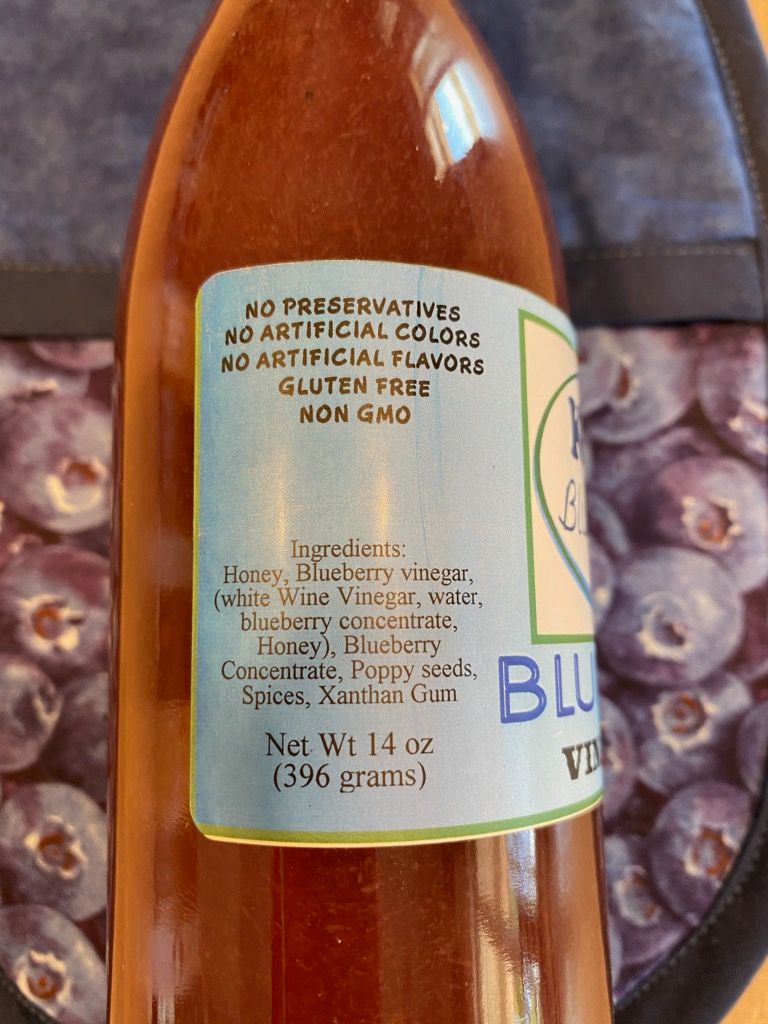 NO PRESERVATIVES
NO ARTIFICIAL COLORS
NO ARTIFICIAL FLAVORS
GLUTEN FREE
NON GMO
Ingredients:
Honey, Blueberry vinegar,
(white Wine Vinegar, water,
blueberry concentrate,
Honey), Blueberry
Concentrate, Poppy seeds,
Spices, Xanthan Gum
Net Wt 14 oz
(396 grams)